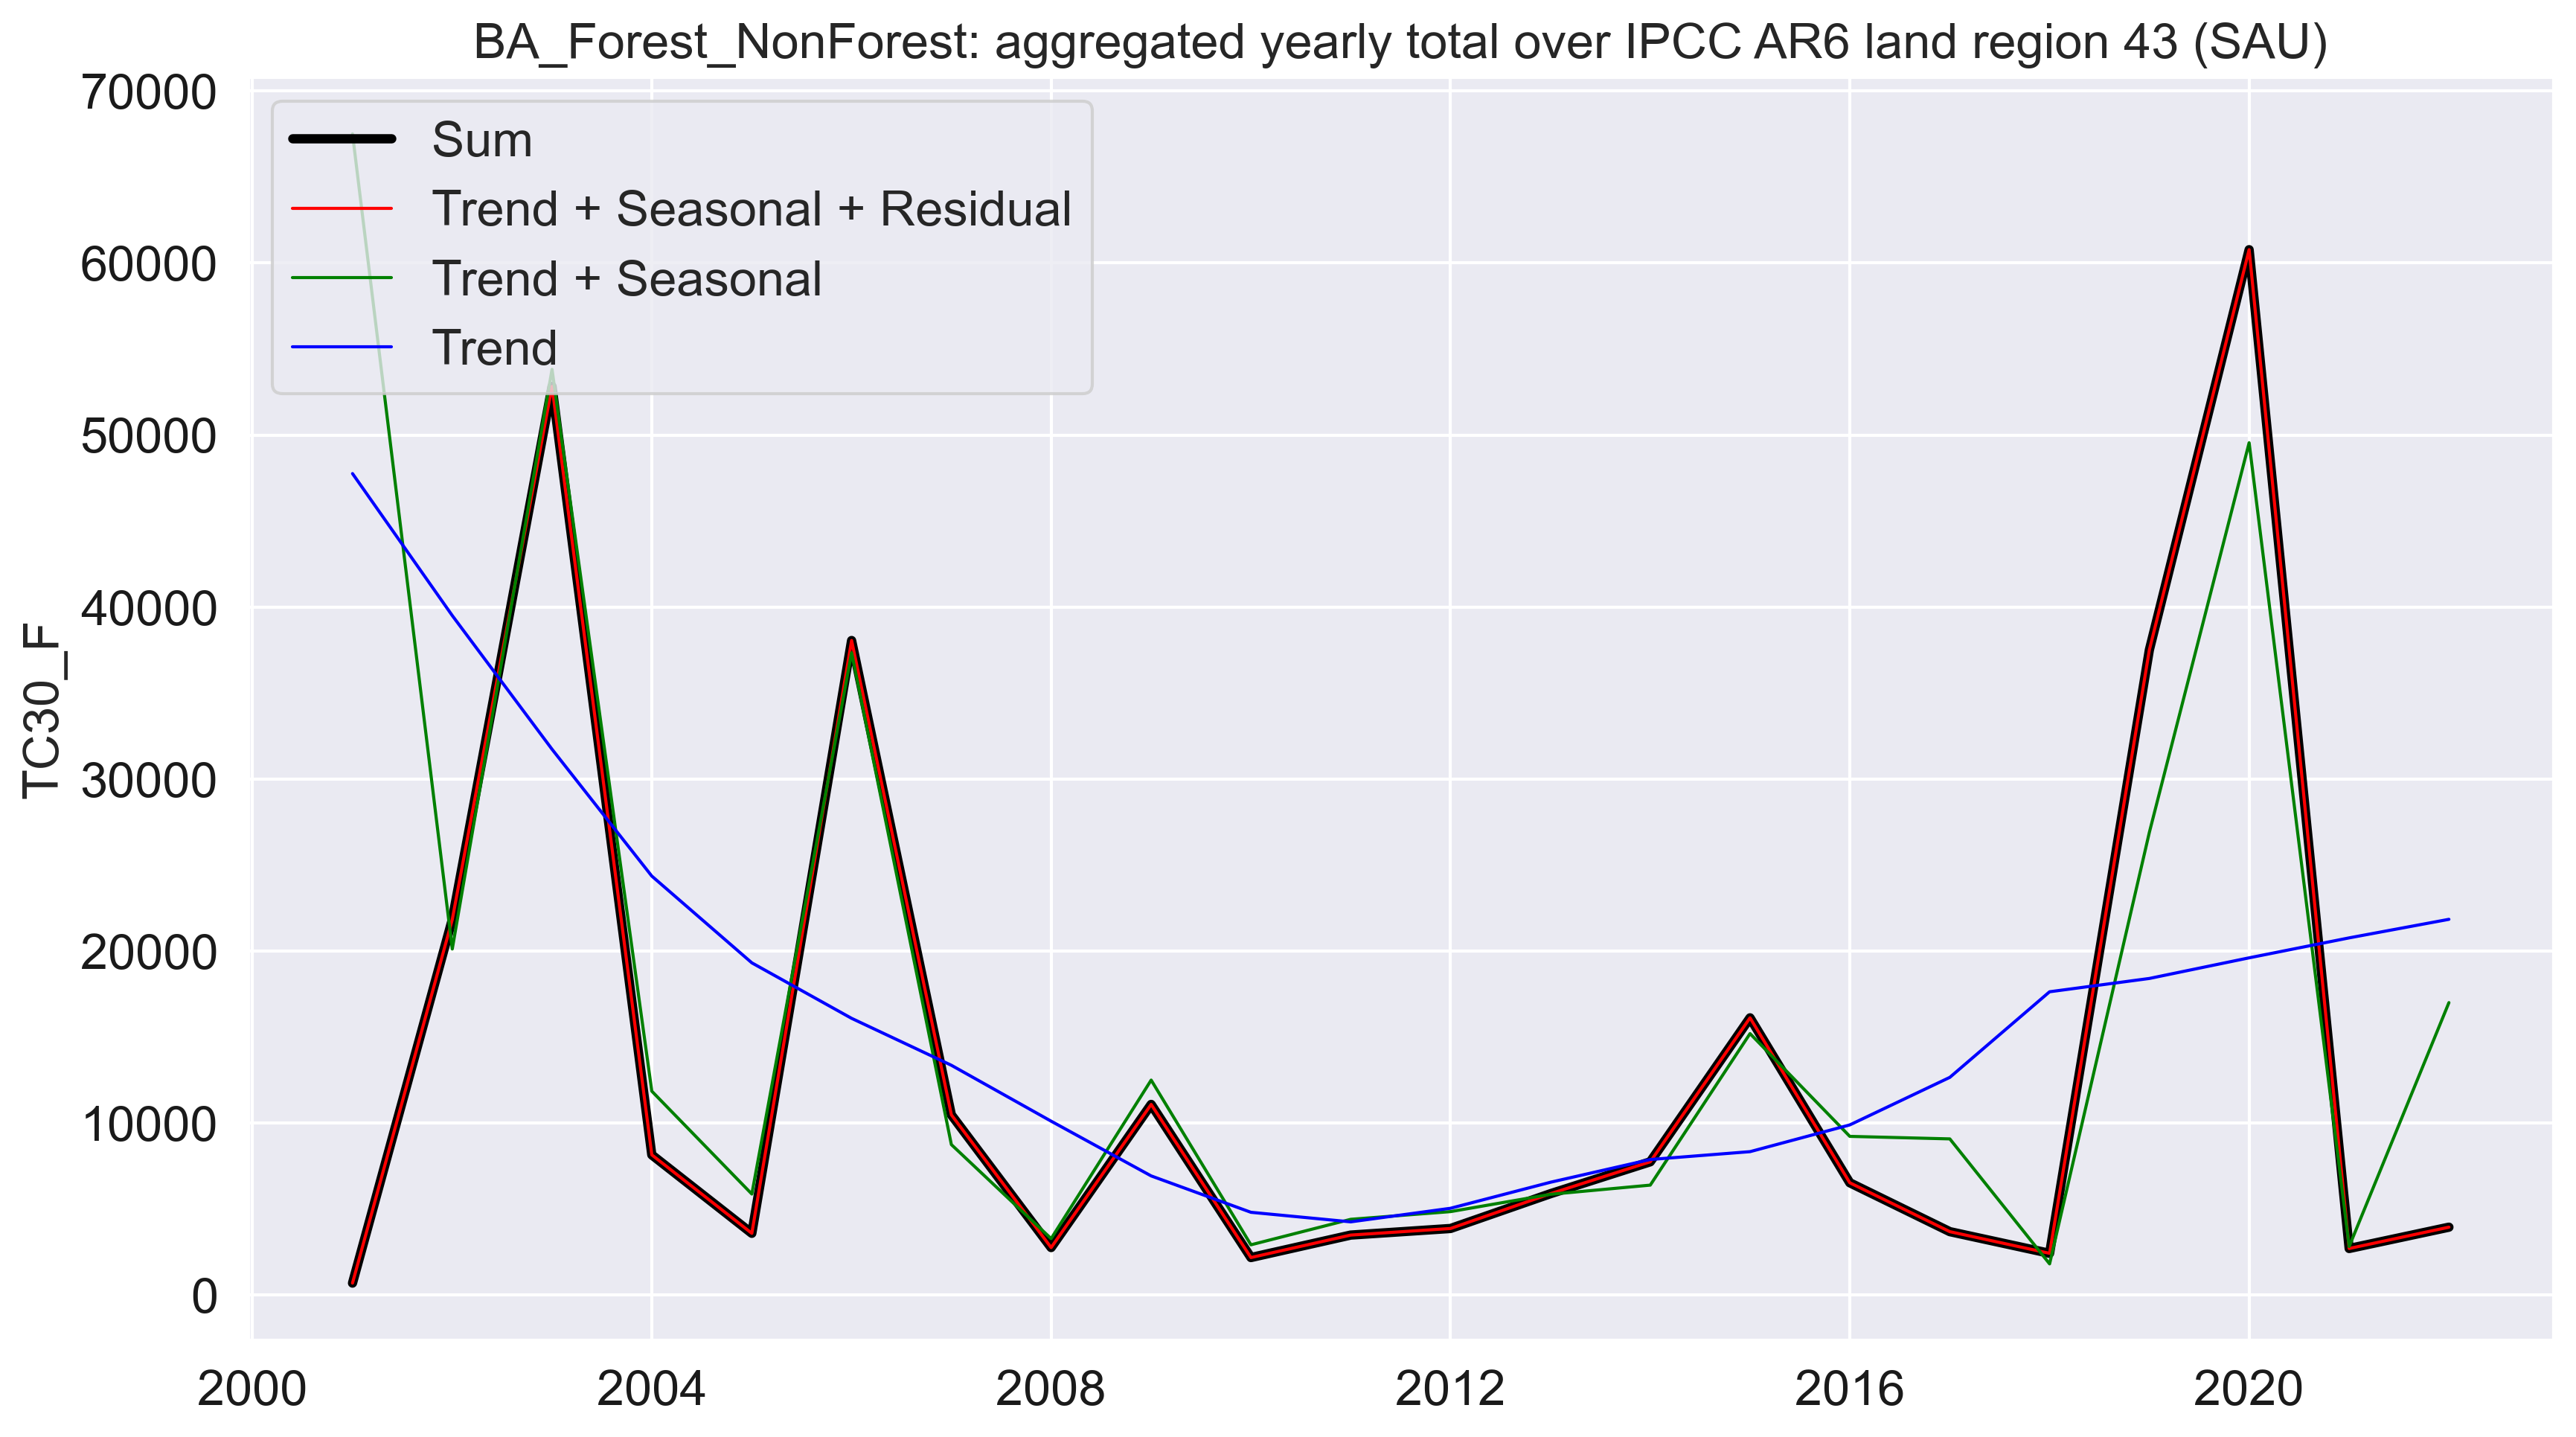 BA_Forest_NonForest: aggregated yearly total over IPCC AR6 land region 43 (SAU)
70000
60000
50000
40000
30000
20000
10000
0
TC30_F
Sum
Trend + Seasonal + Residual
Trend + Seasonal
Trend
2000 2004 2008 2012 2016 2020